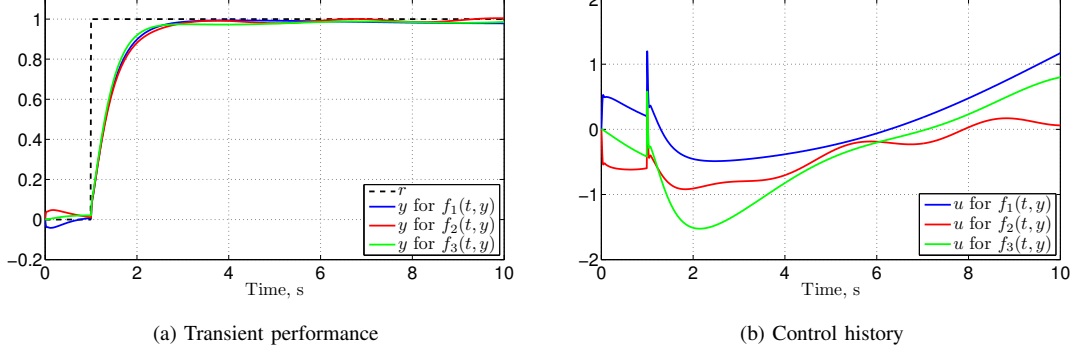 1
0.8
0.6
0.4
0.2
0
−0.2
0 2 4 6 8 10
Time, s
r
y for f₁(t, y)
y for f₂(t, y)
y for f₃(t, y)
(a) Transient performance
2
1
0
−1
−2
0 2 4 6 8 10
Time, s
u for f₁(t, y)
u for f₂(t, y)
u for f₃(t, y)
(b) Control history